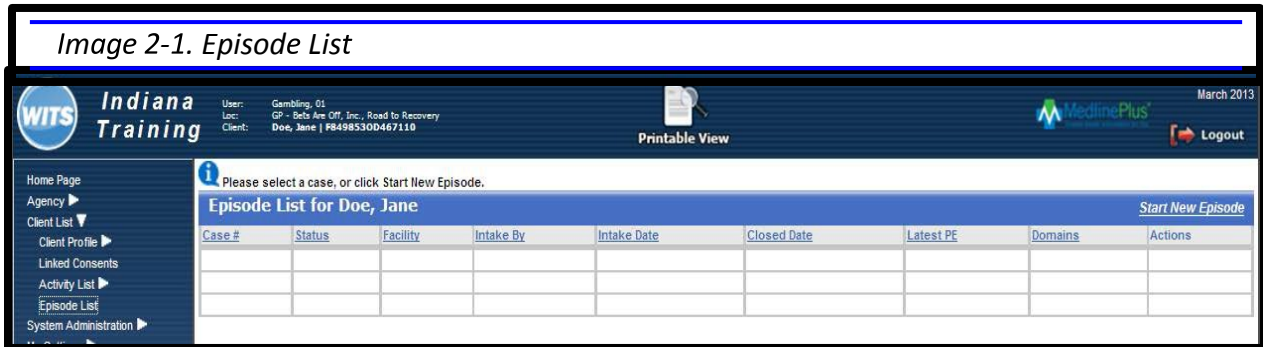 Image 2-1. Episode List
WITS
Indiana Training
User: Gambling, 01
Loc: GP - Bets Are Off, Inc., Road to Recovery
Client: Doe, Jane | F849853OD467110
Printable View
MedlinePlus
March 2013
Logout
Home Page
Agency
Client List
Client Profile
Linked Consents
Activity List
Episode List
System Administration
Please select a case, or click Start New Episode.
Episode List for Doe, Jane
Start New Episode
Case # Status Facility Intake By Intake Date Closed Date Latest PE Domains Actions